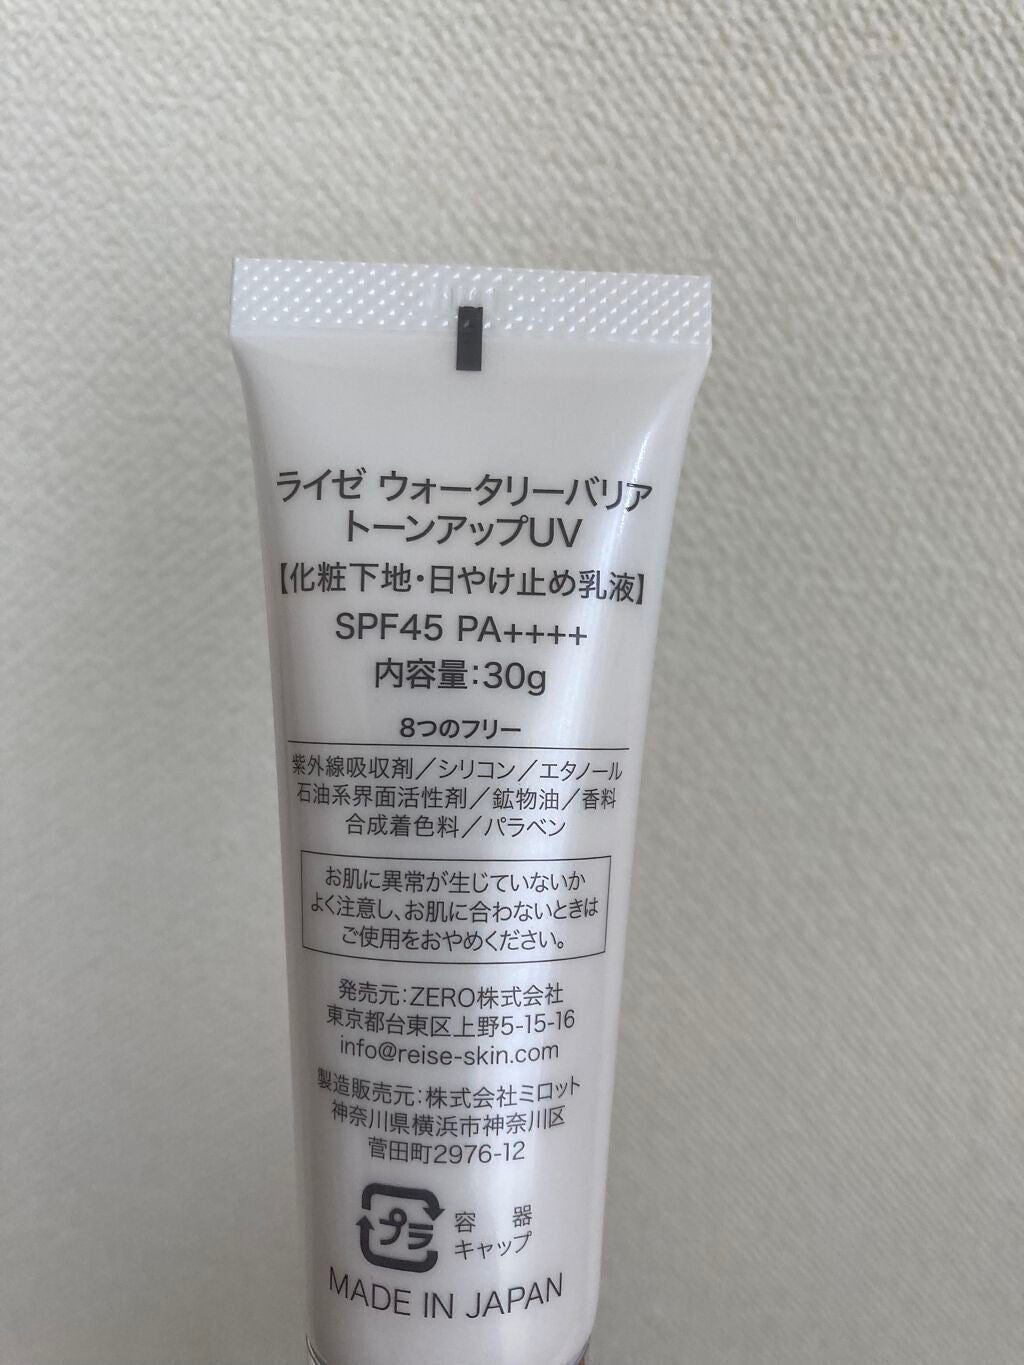 ライゼ ウォータリーバリア
トーンアップUV
【化粧下地・日やけ止め乳液】
SPF45 PA++++
内容量:30g
8つのフリー
紫外線吸収剤/シリコン/エタノール
石油系界面活性剤/鉱物油/香料
合成着色料/パラベン
お肌に異常が生じていないか
よく注意し、お肌に合わないときは
ご使用をおやめください。
発売元:ZERO株式会社
東京都台東区上野5-15-16
info@reise-skin.com
製造販売元:株式会社ミロット
神奈川県横浜市神奈川区
菅田町2976-12
プラ
容 器
キャップ
MADE IN JAPAN